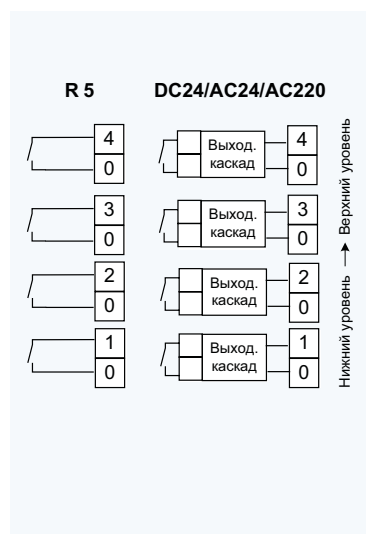 R 5 DC24/AC24/AC220
4 Выход. каскад 4
0 0
3 Выход. каскад 3
0 0
2 Выход. каскад 2
0 0
1 Выход. каскад 1
0 0
Нижний уровень → Верхний уровень